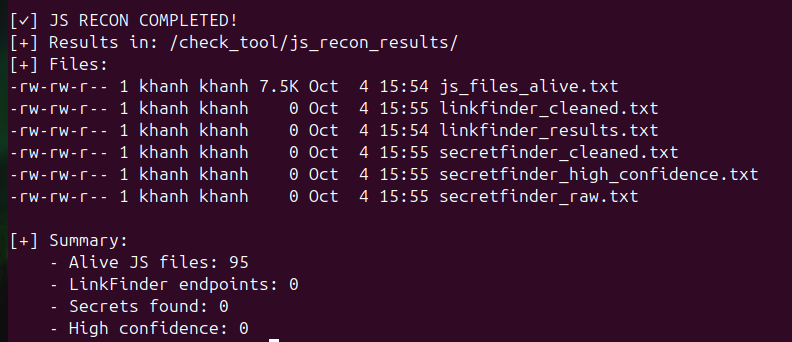 [✓] JS RECON COMPLETED!
[+] Results in: /check_tool/js_recon_results/
[+] Files:
-rw-rw-r-- 1 khanh khanh 7.5K Oct  4 15:54 js_files_alive.txt
-rw-rw-r-- 1 khanh khanh    0 Oct  4 15:55 linkfinder_cleaned.txt
-rw-rw-r-- 1 khanh khanh    0 Oct  4 15:54 linkfinder_results.txt
-rw-rw-r-- 1 khanh khanh    0 Oct  4 15:55 secretfinder_cleaned.txt
-rw-rw-r-- 1 khanh khanh    0 Oct  4 15:55 secretfinder_high_confidence.txt
-rw-rw-r-- 1 khanh khanh    0 Oct  4 15:55 secretfinder_raw.txt
[+] Summary:
    - Alive JS files: 95
    - LinkFinder endpoints: 0
    - Secrets found: 0
    - High confidence: 0